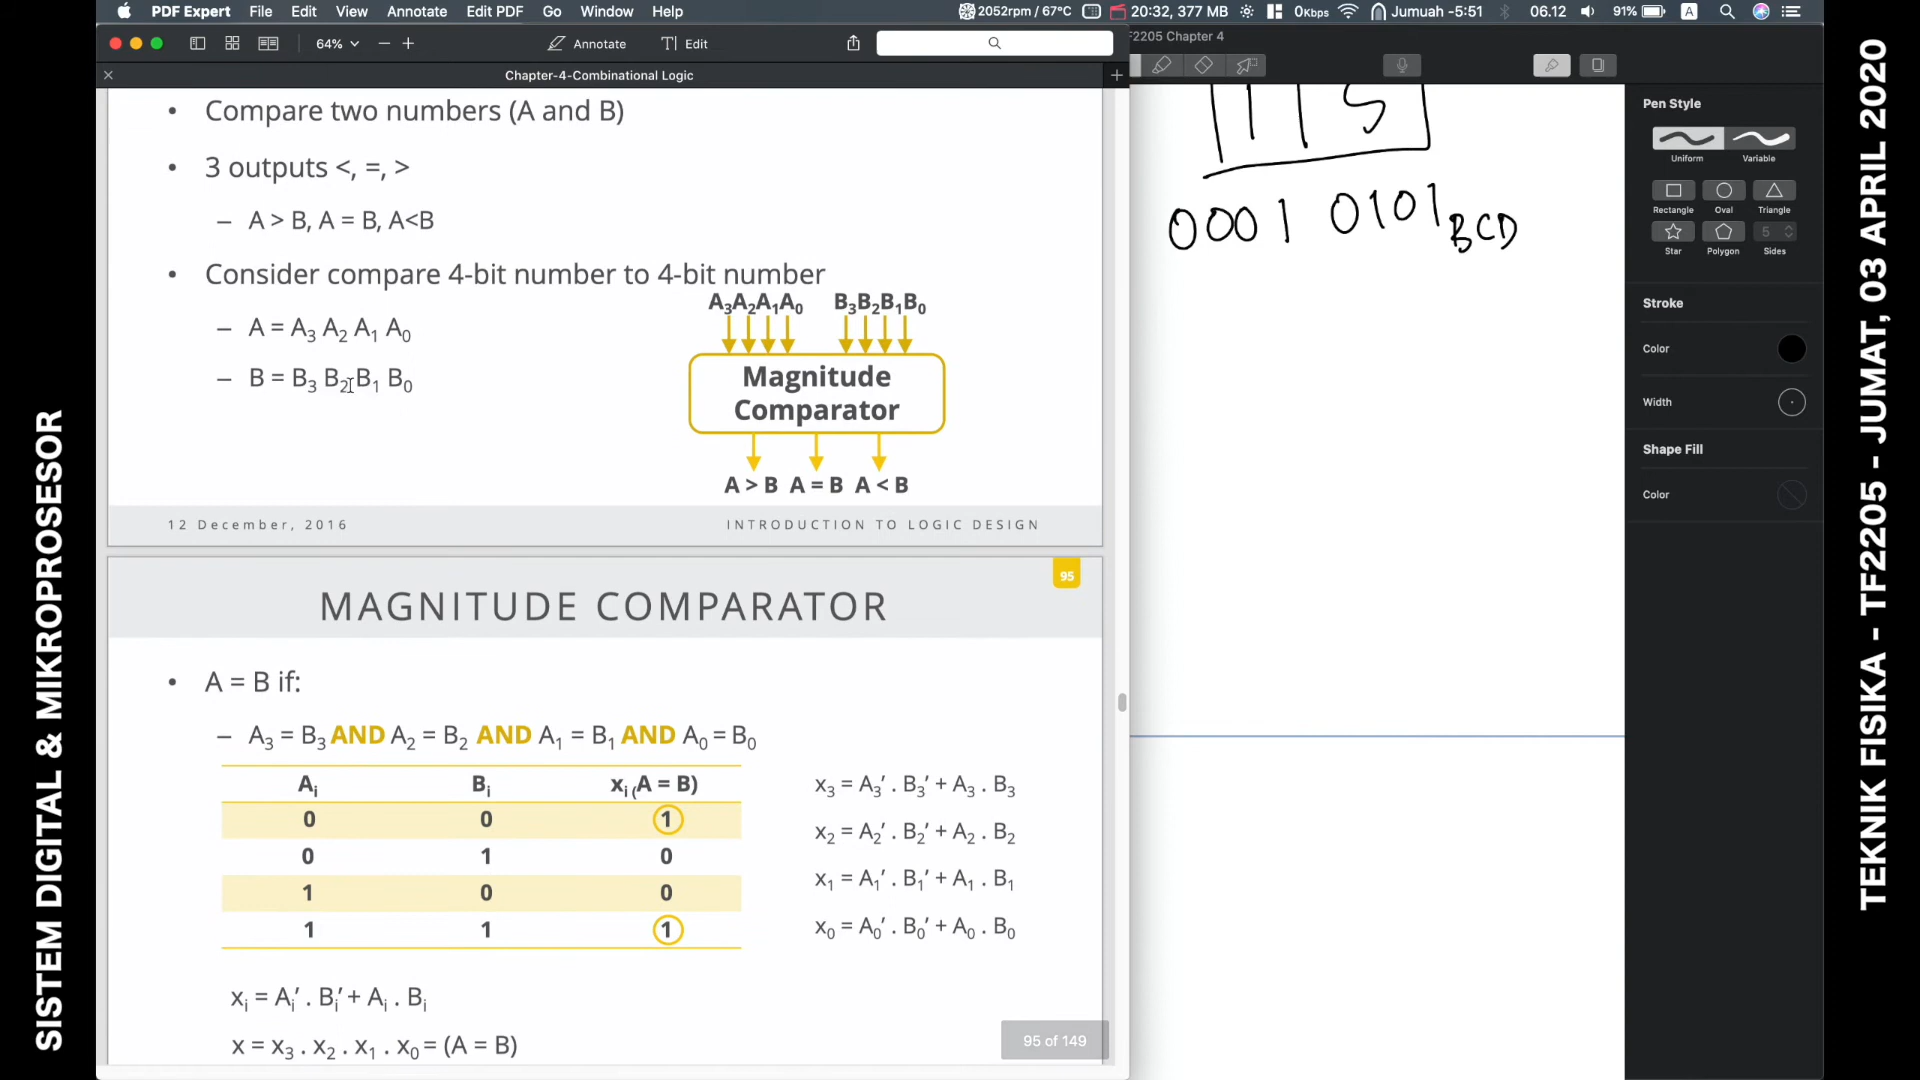 PDF Expert File Edit View Annotate Edit PDF Go Window Help 2052rpm / 67°C 20:32, 377 MB 0Kbps Jumuah -5:51 06.12 91% A
64% Annotate Edit
TF2205 Chapter 4
Chapter-4-Combinational Logic
• Compare two numbers (A and B)
• 3 outputs <, =, >
– A > B, A = B, A<B
• Consider compare 4-bit number to 4-bit number
– A = A₃ A₂ A₁ A₀
– B = B₃ B₂ B₁ B₀
A₃A₂A₁A₀ B₃B₂B₁B₀
Magnitude
Comparator
A > B A = B A < B
12 December, 2016 INTRODUCTION TO LOGIC DESIGN
95
MAGNITUDE COMPARATOR
• A = B if:
– A₃ = B₃ AND A₂ = B₂ AND A₁ = B₁ AND A₀ = B₀
Aᵢ Bᵢ xᵢ (A = B)
0 0 1
0 1 0
1 0 0
1 1 1
x₃ = A₃′ . B₃′ + A₃ . B₃
x₂ = A₂′ . B₂′ + A₂ . B₂
x₁ = A₁′ . B₁′ + A₁ . B₁
x₀ = A₀′ . B₀′ + A₀ . B₀
xᵢ = Aᵢ′ . Bᵢ′ + Aᵢ . Bᵢ
x = x₃ . x₂ . x₁ . x₀ = (A = B)
95 of 149
0001 0101 BCD
Pen Style
Uniform Variable
Rectangle Oval Triangle
5
Star Polygon Sides
Stroke
Color
Width
Shape Fill
Color
SISTEM DIGITAL & MIKROPROSESOR
TEKNIK FISIKA - TF2205 - JUMAT, 03 APRIL 2020